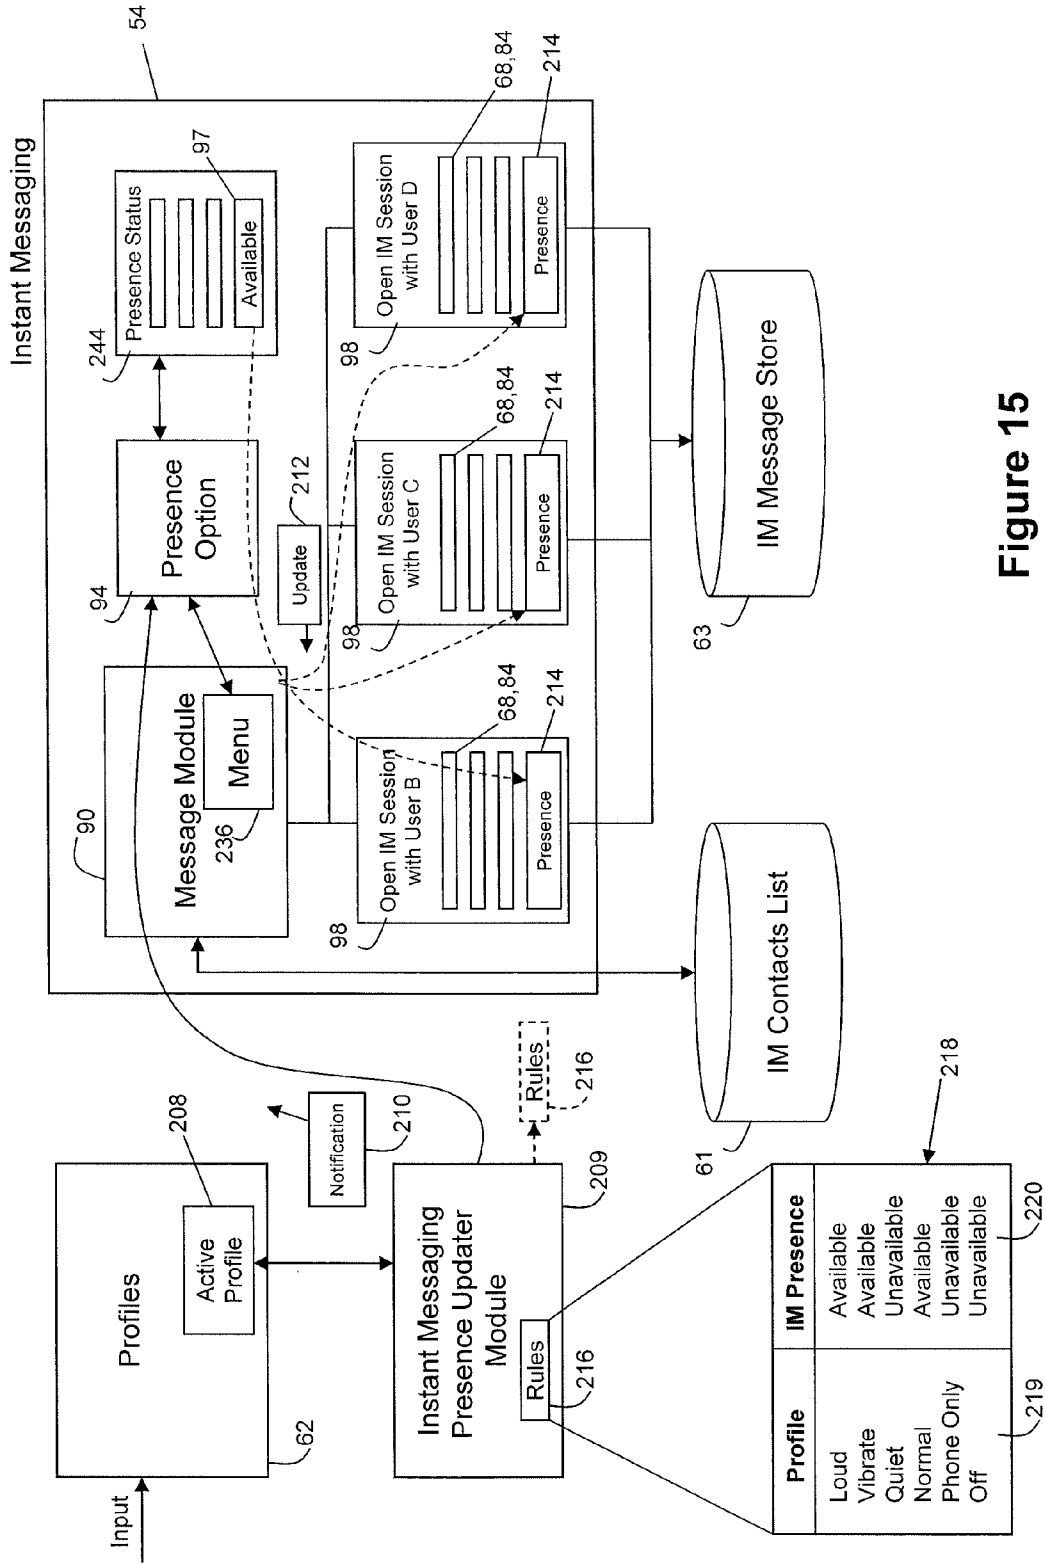 Instant Messaging
54
Input
Profiles
62
Active
Profile
208
Notification
210
Instant Messaging
Presence Updater
Module
209
Rules
216
Rules
216
90
Message Module
Menu
236
94
Presence
Option
244
Presence Status
Available
97
Update
212
98
Open IM Session
with User B
68,84
Presence
214
98
Open IM Session
with User C
68,84
Presence
214
98
Open IM Session
with User D
68,84
Presence
214
IM Contacts List
61
IM Message Store
63
Profile IM Presence
Loud Available
Vibrate Available
Quiet Unavailable
Normal Available
Phone Only Unavailable
Off Unavailable
218
219
220
Figure 15